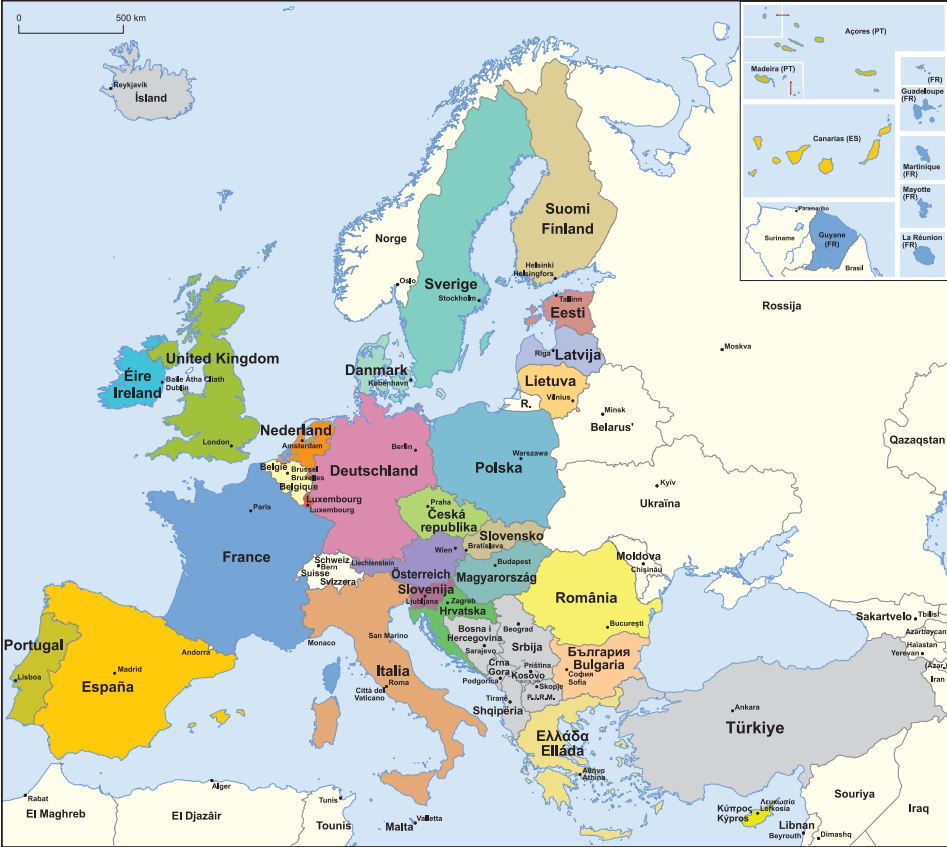 0 500 km
Reykjavík
Ísland
Açores (PT)
Madeira (PT)
(FR)
Guadeloupe
(FR)
Canarias (ES)
Martinique
(FR)
Mayotte
(FR)
Paramaribo
Suriname
Guyane
(FR)
Brasil
La Réunion
(FR)
Norge
Oslo
Sverige
Stockholm
Suomi
Finland
Helsinki
Helsingfors
Tallinn
Eesti
Rossija
Moskva
Riga
Latvija
Lietuva
Vilnius
R.
Minsk
Belarus'
Qazaqstan
United Kingdom
London
Éire
Ireland
Baile Átha Cliath
Dublin
Danmark
København
Nederland
Amsterdam
België
Brussel
Bruxelles
Belgique
Luxembourg
Luxembourg
Berlin
Deutschland
Warszawa
Polska
Kyïv
Ukraïna
Praha
Česká
republika
Slovensko
Bratislava
Paris
France
Schweiz
Bern
Suisse
Svizzera
Liechtenstein
Wien
Österreich
Budapest
Magyarország
Moldova
Chişinău
România
Bucureşti
Slovenija
Ljubljana
Zagreb
Hrvatska
Bosna i
Hercegovina
Sarajevo
Beograd
Srbija
Crna
Gora
Podgorica
Priština
Kosovo
Skopje
P.J.R.M.
Tiranë
Shqipëria
България
Bulgaria
София
Sofia
Portugal
Lisboa
Madrid
España
Andorra
Monaco
San Marino
Italia
Roma
Città del
Vaticano
Ελλάδα
Elláda
Αθήνα
Athina
Ankara
Türkiye
Sakartvelo
Tbilisi
Azərbaycan
Haiastan
Yerevan
(Azər.)
Iran
Rabat
El Maghreb
Alger
El Djazâir
Tunis
Tounis
Malta
Valletta
Κύπρος
Kýpros
Λευκωσία
Lefkosia
Libnan
Beyrouth
Souriya
Dimashq
Iraq